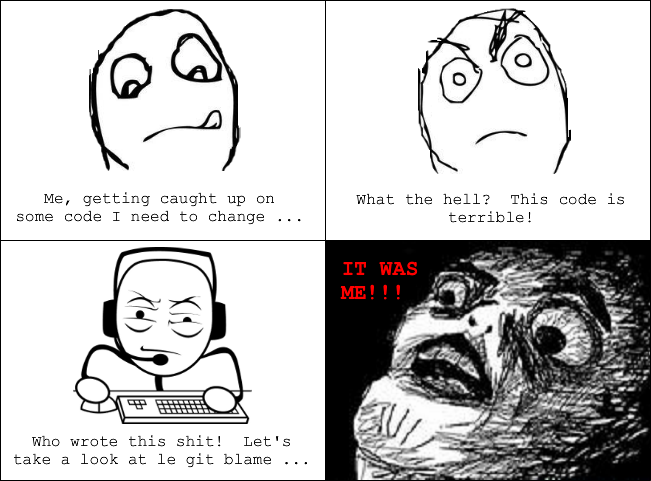 Me, getting caught up on
some code I need to change ...
What the hell?  This code is
terrible!
Who wrote this shit!  Let's
take a look at le git blame ...
IT WAS
ME!!!